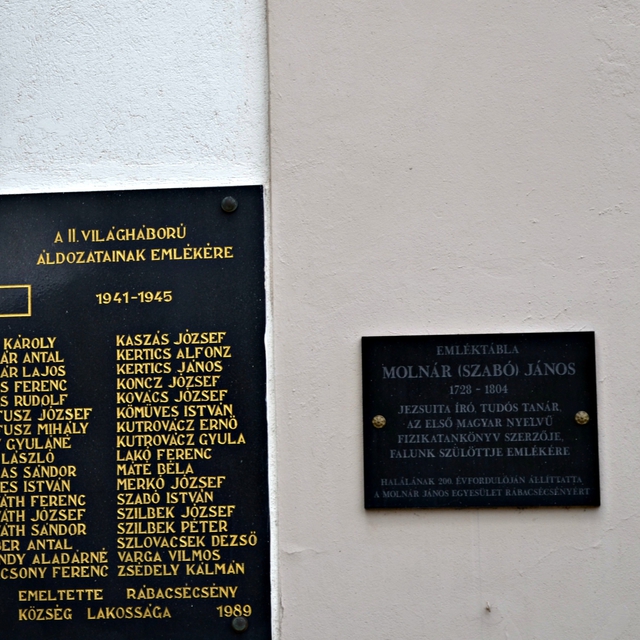 A II. VILÁGHÁBORÚ
ÁLDOZATAINAK EMLÉKÉRE
1941-1945
KÁROLY
ANTAL
LAJOS
FERENC
RUDOLF
JÓZSEF
MIHÁLY
GYULÁNÉ
LÁSZLÓ
SÁNDOR
ISTVÁN
FERENC
JÓZSEF
SÁNDOR
ANTAL
ALADÁRNÉ
FERENC
KASZÁS JÓZSEF
KERTICS ALFONZ
KERTICS JÁNOS
KONCZ JÓZSEF
KOVÁCS JÓZSEF
KŐMÜVES ISTVÁN
KUTROVÁCZ ERNŐ
KUTROVÁCZ GYULA
LAKÓ FERENC
MÁTÉ BÉLA
MERKÓ JÓZSEF
SZABÓ ISTVÁN
SZILBEK JÓZSEF
SZILBEK PÉTER
SZLOVACSEK DEZSŐ
VARGA VILMOS
ZSÉDELY KÁLMÁN
EMELTETTE RÁBACSÉCSÉNY
KÖZSÉG LAKOSSÁGA 1989
EMLÉKTÁBLA
MOLNÁR (SZABÓ) JÁNOS
1728 - 1804
JEZSUITA ÍRÓ, TUDÓS TANÁR,
AZ ELSŐ MAGYAR NYELVŰ
FIZIKATANKÖNYV SZERZŐJE,
FALUNK SZÜLÖTTJE EMLÉKÉRE
HALÁLÁNAK 200. ÉVFORDULÓJÁN ÁLLÍTTATTA
A MOLNÁR JÁNOS EGYESÜLET RÁBACSÉCSÉNYÉRT